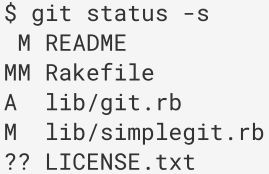 $ git status -s
 M README
MM Rakefile
A  lib/git.rb
M  lib/simplegit.rb
?? LICENSE.txt